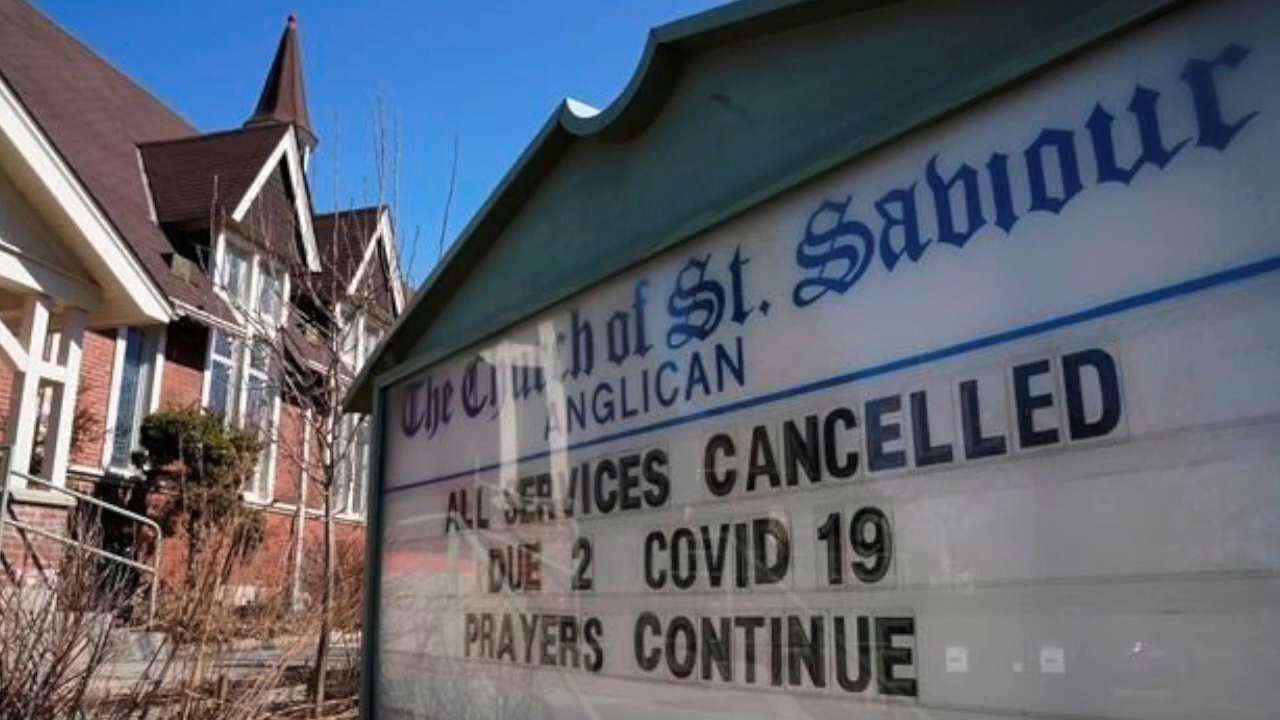 The Church of St. Saviour
ANGLICAN
ALL SERVICES CANCELLED
DUE 2 COVID 19
PRAYERS CONTINUE